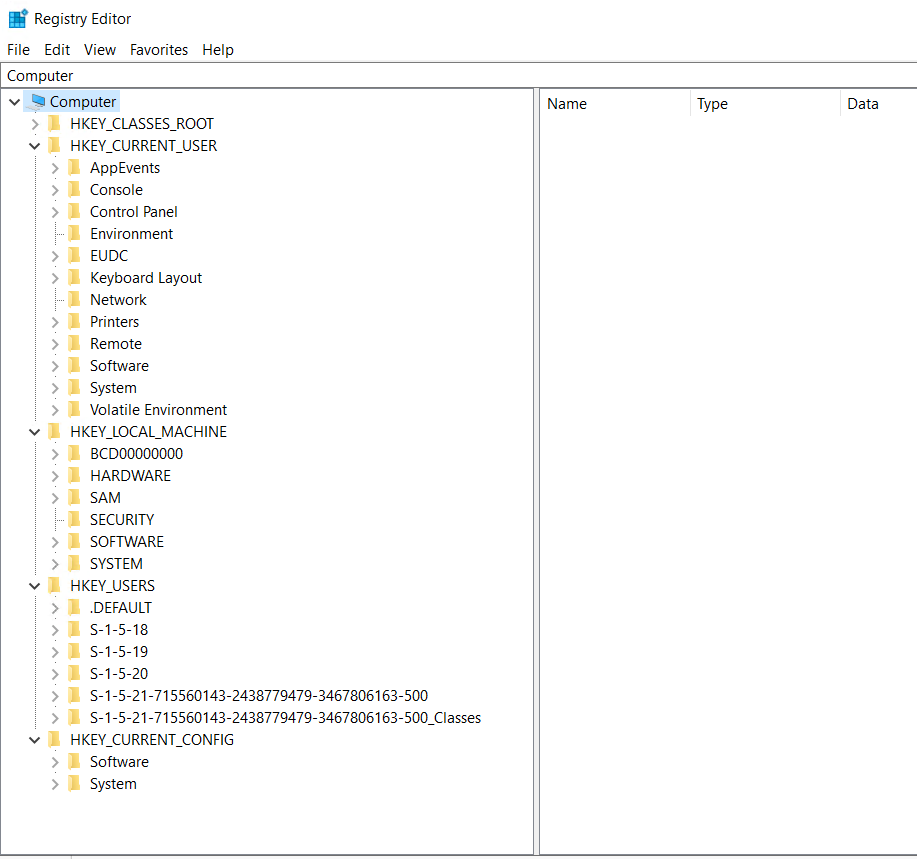 Registry Editor
File Edit View Favorites Help
Computer
Computer
HKEY_CLASSES_ROOT
HKEY_CURRENT_USER
AppEvents
Console
Control Panel
Environment
EUDC
Keyboard Layout
Network
Printers
Remote
Software
System
Volatile Environment
HKEY_LOCAL_MACHINE
BCD00000000
HARDWARE
SAM
SECURITY
SOFTWARE
SYSTEM
HKEY_USERS
.DEFAULT
S-1-5-18
S-1-5-19
S-1-5-20
S-1-5-21-715560143-2438779479-3467806163-500
S-1-5-21-715560143-2438779479-3467806163-500_Classes
HKEY_CURRENT_CONFIG
Software
System
Name Type Data